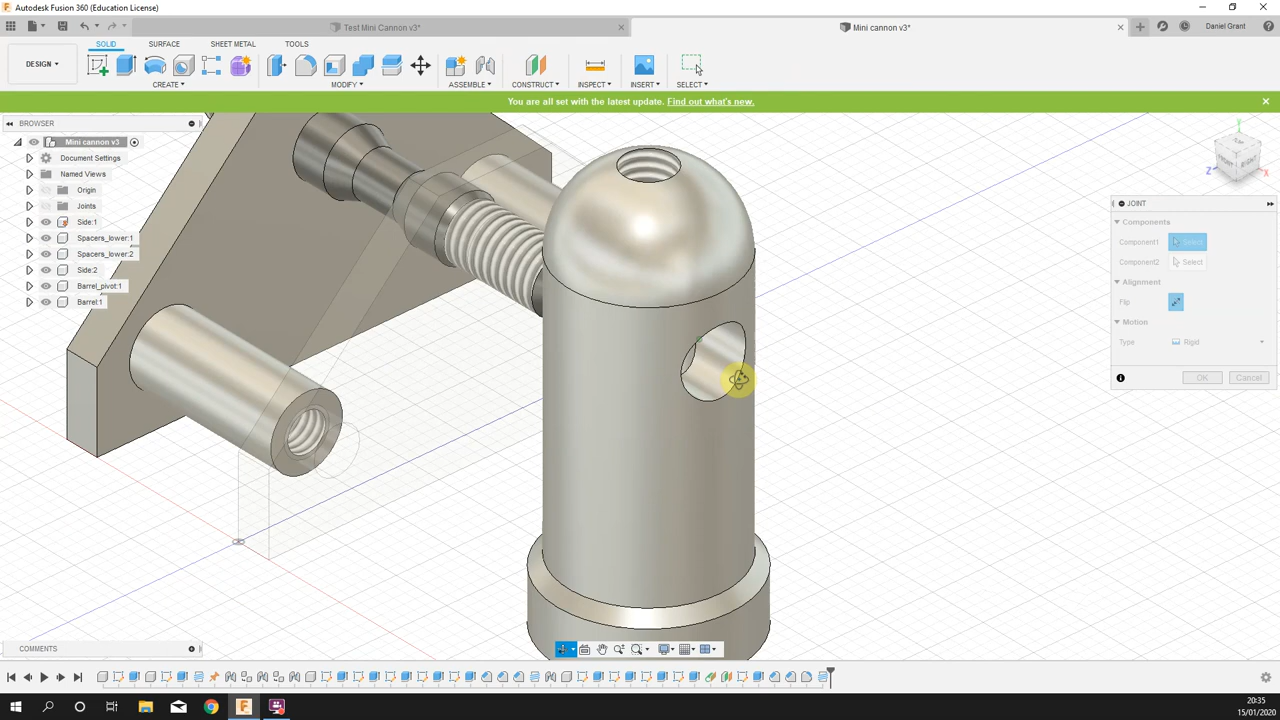 Autodesk Fusion 360 (Education License)
Test Mini Cannon v3*
Mini cannon v3*
Daniel Grant
DESIGN
SOLID
SURFACE
SHEET METAL
TOOLS
CREATE
MODIFY
ASSEMBLE
CONSTRUCT
INSPECT
INSERT
SELECT
You are all set with the latest update. Find out what's new.
BROWSER
Mini cannon v3
Document Settings
Named Views
Origin
Joints
Side:1
Spacers_lower:1
Spacers_lower:2
Side:2
Barrel_pivot:1
Barrel:1
Y
FRONT
RIGHT
Z
X
JOINT
Components
Component1
Select
Component2
Select
Alignment
Flip
Motion
Type
Rigid
OK
Cancel
COMMENTS
20:35
15/01/2020